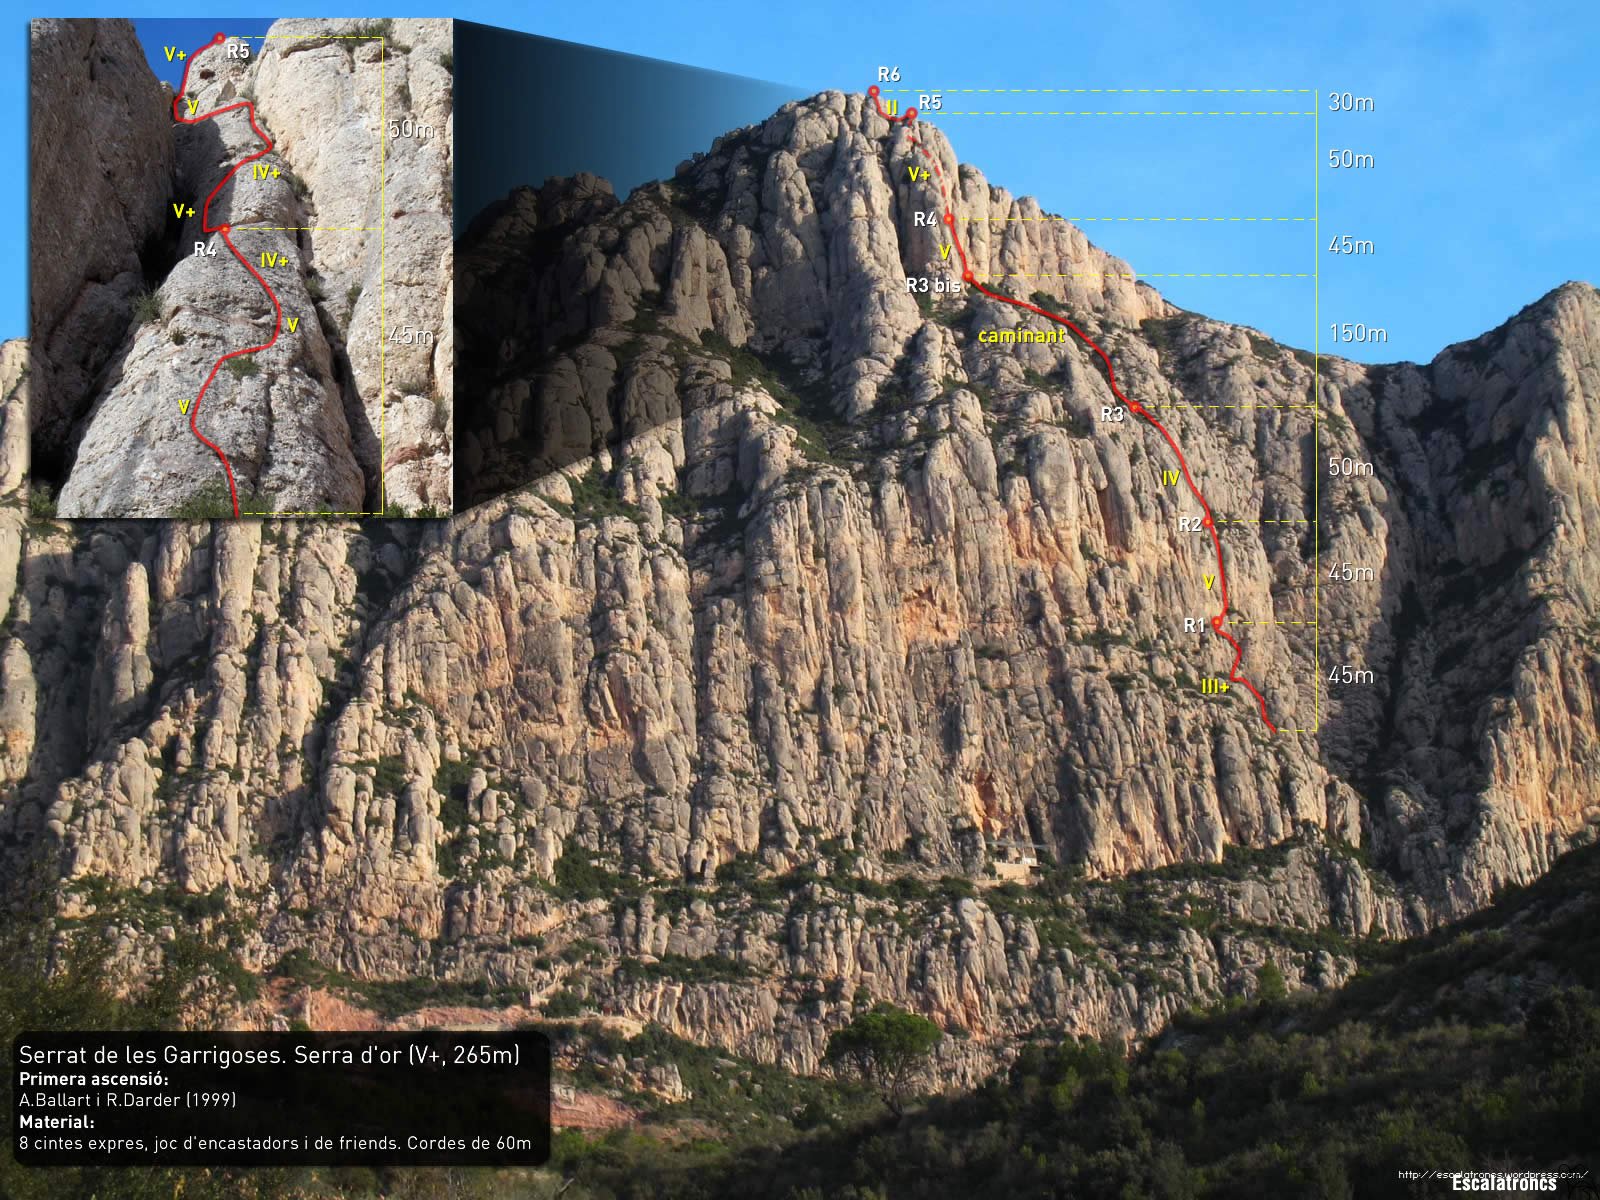 V+
R5
V
50m
IV+
V+
R4
IV+
V
45m
V
R6
II
R5
30m
50m
V+
R4
45m
V
R3 bis
caminant
150m
R3
IV
50m
R2
V
45m
R1
III+
45m
Serrat de les Garrigoses. Serra d'or (V+, 265m)
Primera ascensió:
A.Ballart i R.Darder (1999)
Material:
8 cintes expres, joc d'encastadors i de friends. Cordes de 60m
http://escalatroncs.wordpress.com/
Escalatroncs